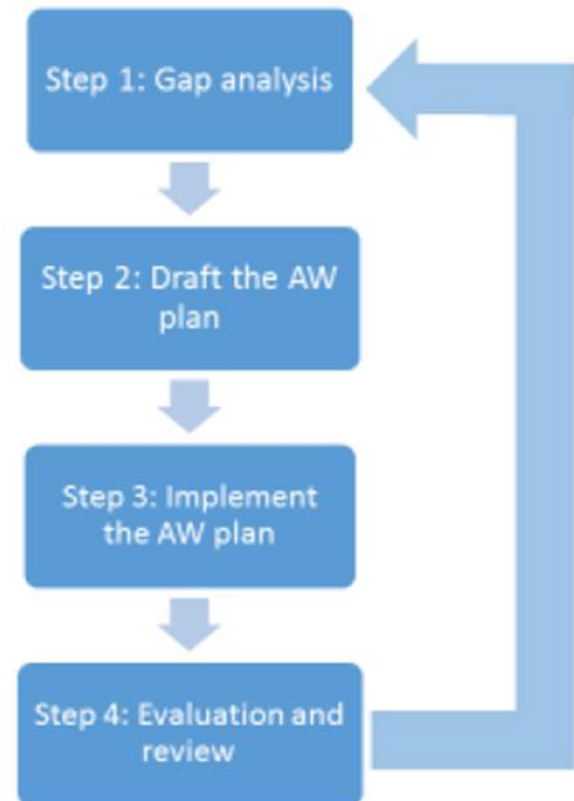 Step 1: Gap analysis
Step 2: Draft the AW
plan
Step 3: Implement
the AW plan
Step 4: Evaluation and
review